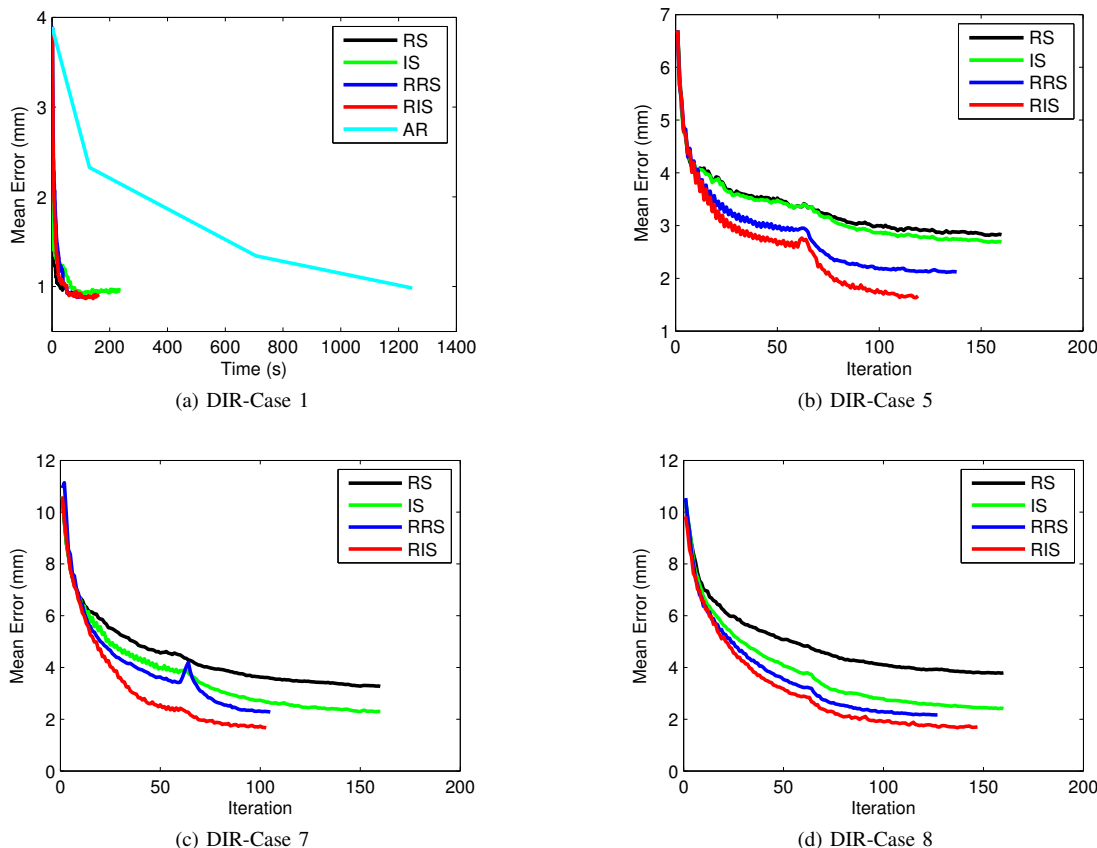 4
3
2
1
Mean Error (mm)
0
200
400
600
800
1000
1200
1400
Time (s)
RS
IS
RRS
RIS
AR
(a) DIR-Case 1
7
6
5
4
3
2
1
Mean Error (mm)
0
50
100
150
200
Iteration
RS
IS
RRS
RIS
(b) DIR-Case 5
12
10
8
6
4
2
0
Mean Error (mm)
0
50
100
150
200
Iteration
RS
IS
RRS
RIS
(c) DIR-Case 7
12
10
8
6
4
2
0
Mean Error (mm)
0
50
100
150
200
Iteration
RS
IS
RRS
RIS
(d) DIR-Case 8